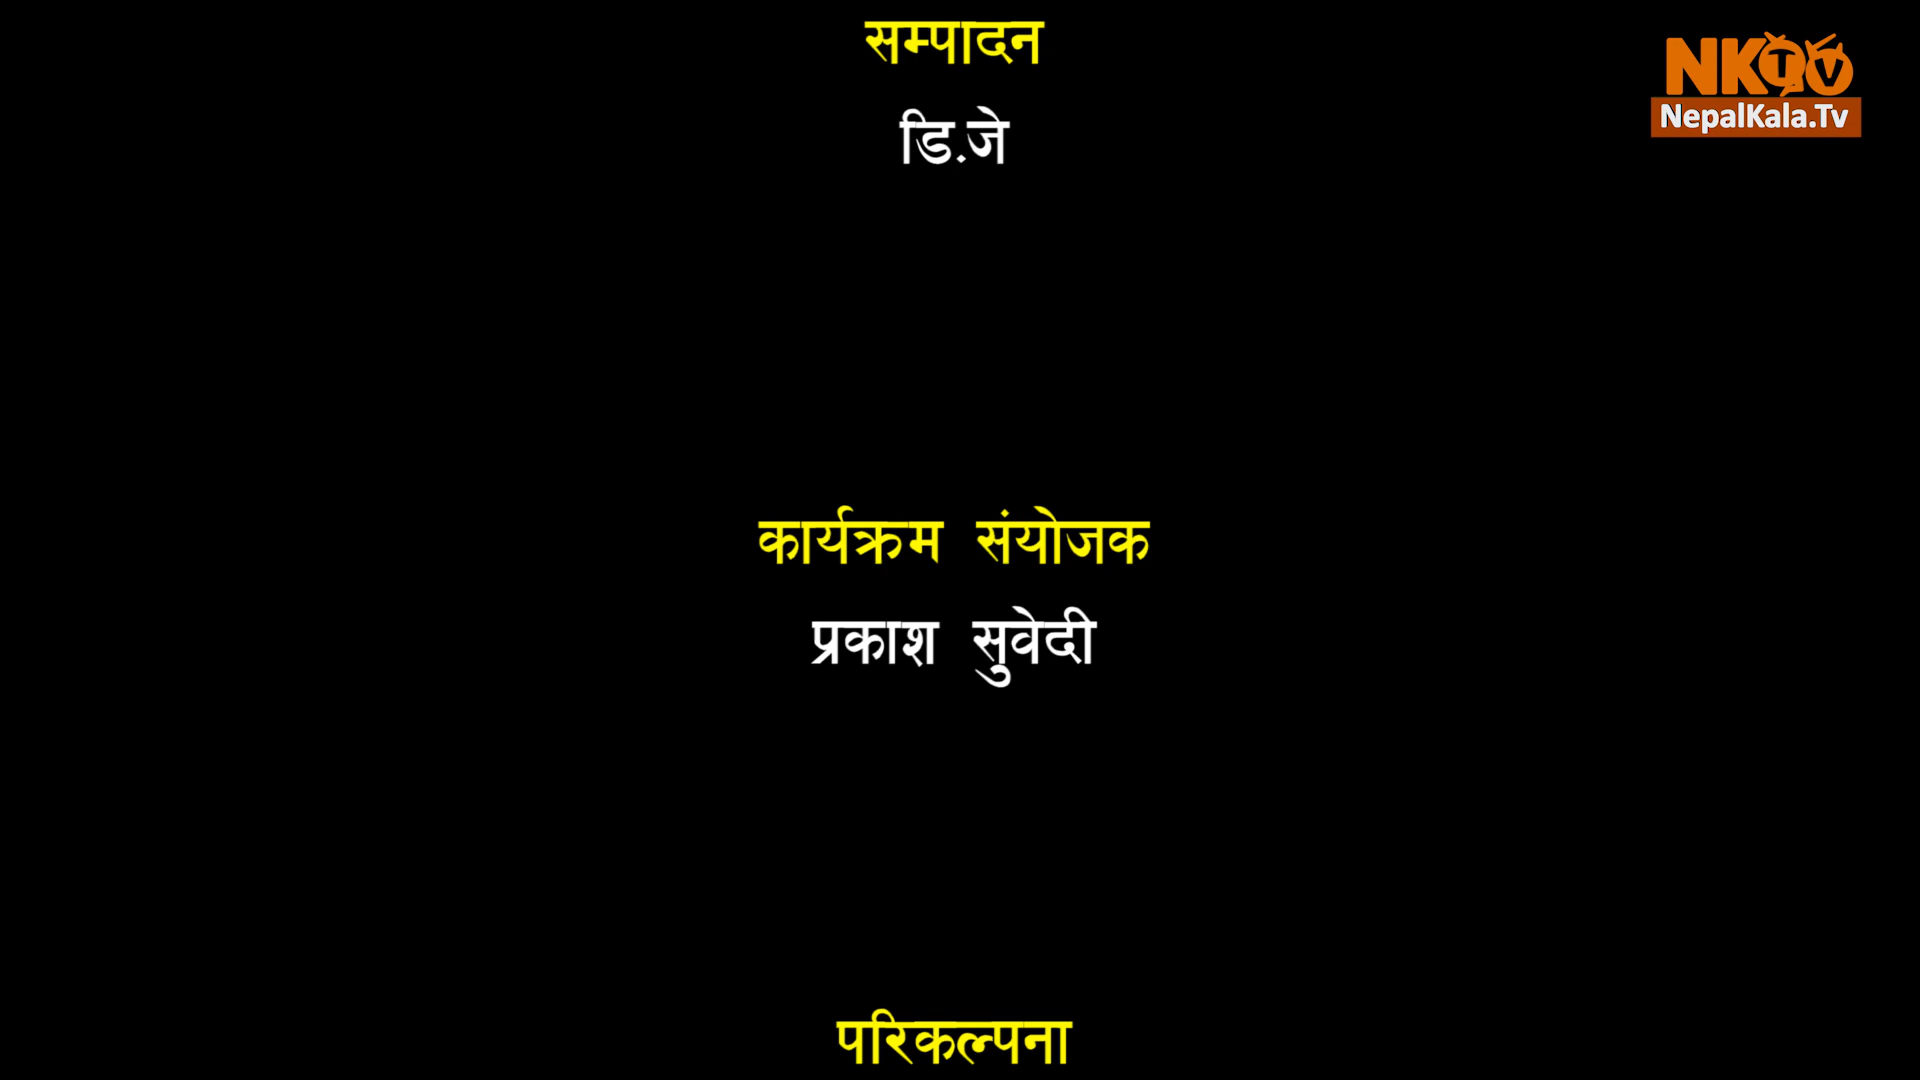 सम्पादन
NKTV
NepalKala.Tv
डि.जे
कार्यक्रम संयोजक
प्रकाश सुवेदी
परिकल्पना